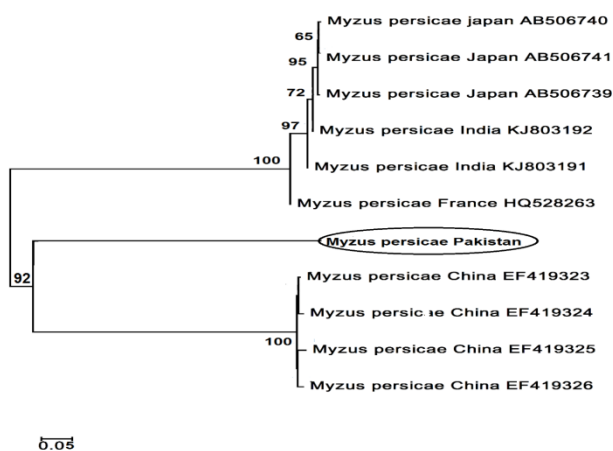 Myzus persicae japan AB506740
65
Myzus persicae Japan AB506741
95
Myzus persicae Japan AB506739
72
Myzus persicae India KJ803192
97
Myzus persicae India KJ803191
100
Myzus persicae France HQ528263
Myzus persicae Pakistan
Myzus persicae China EF419323
92
Myzus persicae China EF419324
100
Myzus persicae China EF419325
Myzus persicae China EF419326
0.05